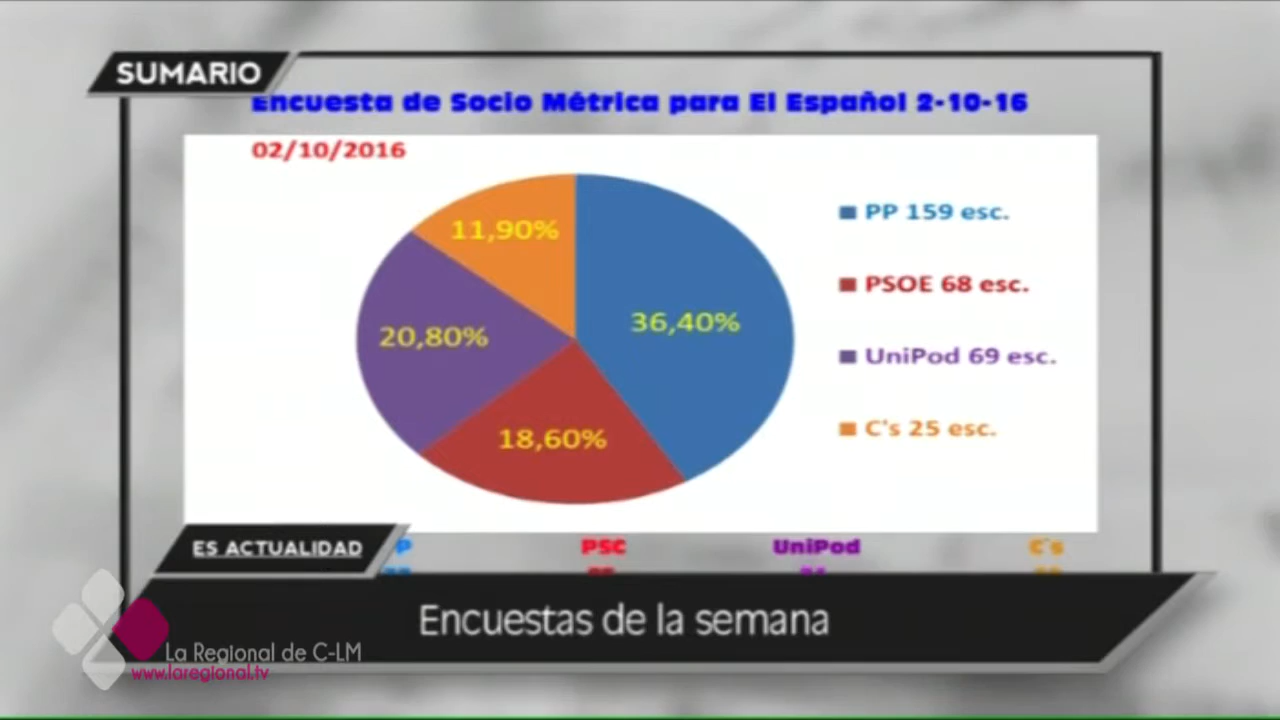 SUMARIO
Encuesta de Socio Métrica para El Español 2-10-16
02/10/2016
11,90%
PP 159 esc.
PSOE 68 esc.
36,40%
20,80%
UniPod 69 esc.
C's 25 esc.
18,60%
ES ACTUALIDAD
PSC
UniPod
C's
Encuestas de la semana
La Regional de C-LM
www.laregional.tv